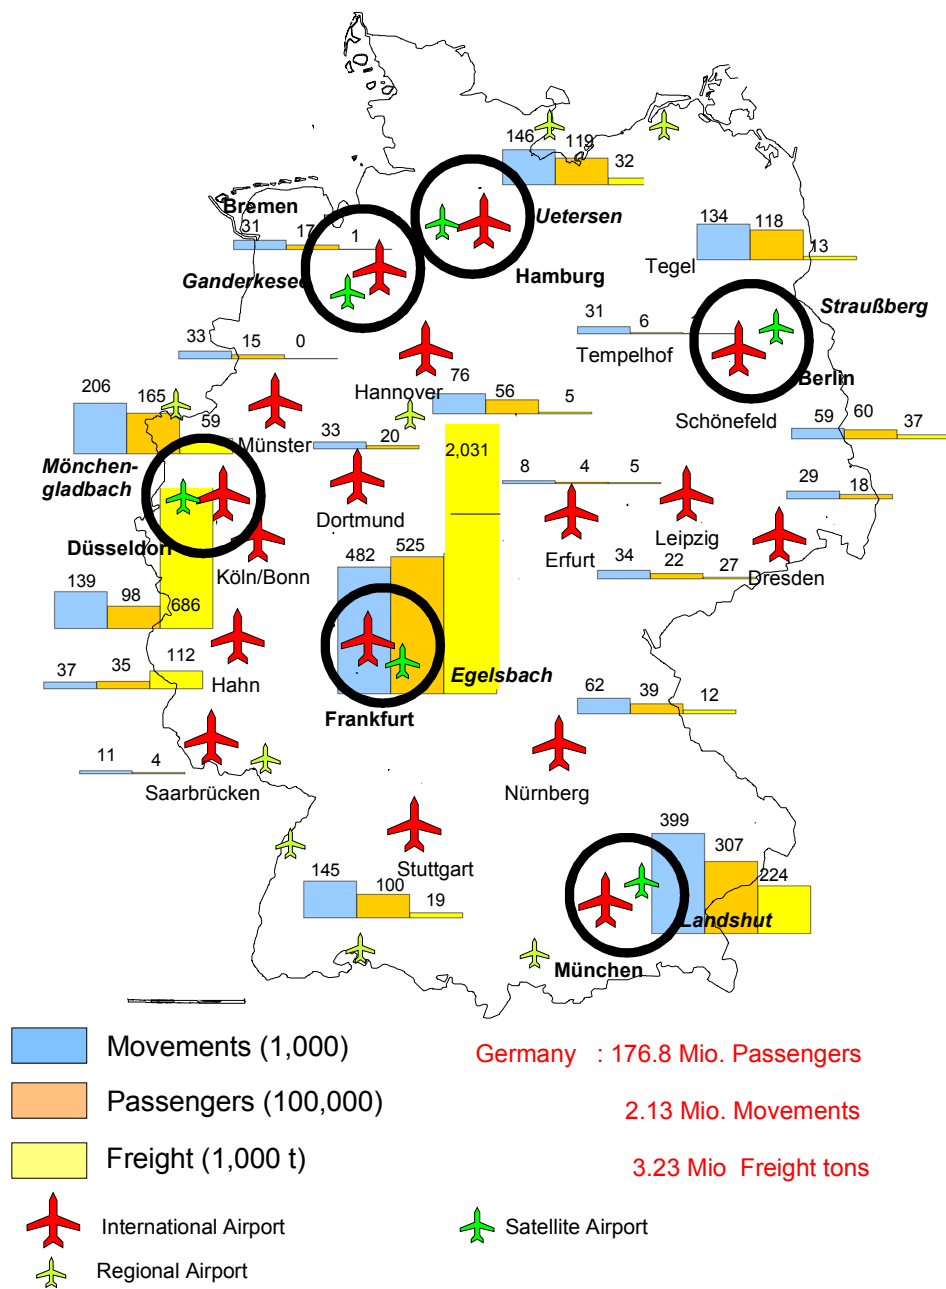 146
119
32
Bremen
31
17
1
Uetersen
Ganderkesee
Hamburg
134
118
13
Tegel
Straußberg
31
6
Tempelhof
Berlin
Schönefeld
33
15
0
Hannover
76
56
5
59
60
37
206
165
59
Münster
33
20
2,031
Mönchen-
gladbach
Dortmund
8
4
5
Erfurt
Leipzig
29
18
Düsseldorf
Köln/Bonn
482
525
34
22
27
Dresden
139
98
686
37
35
112
Hahn
Egelsbach
Frankfurt
62
39
12
11
4
Saarbrücken
Nürnberg
Stuttgart
145
100
19
399
307
224
Landshut
München
Movements (1,000)
Passengers (100,000)
Freight (1,000 t)
Germany : 176.8 Mio. Passengers
2.13 Mio. Movements
3.23 Mio Freight tons
International Airport
Satellite Airport
Regional Airport